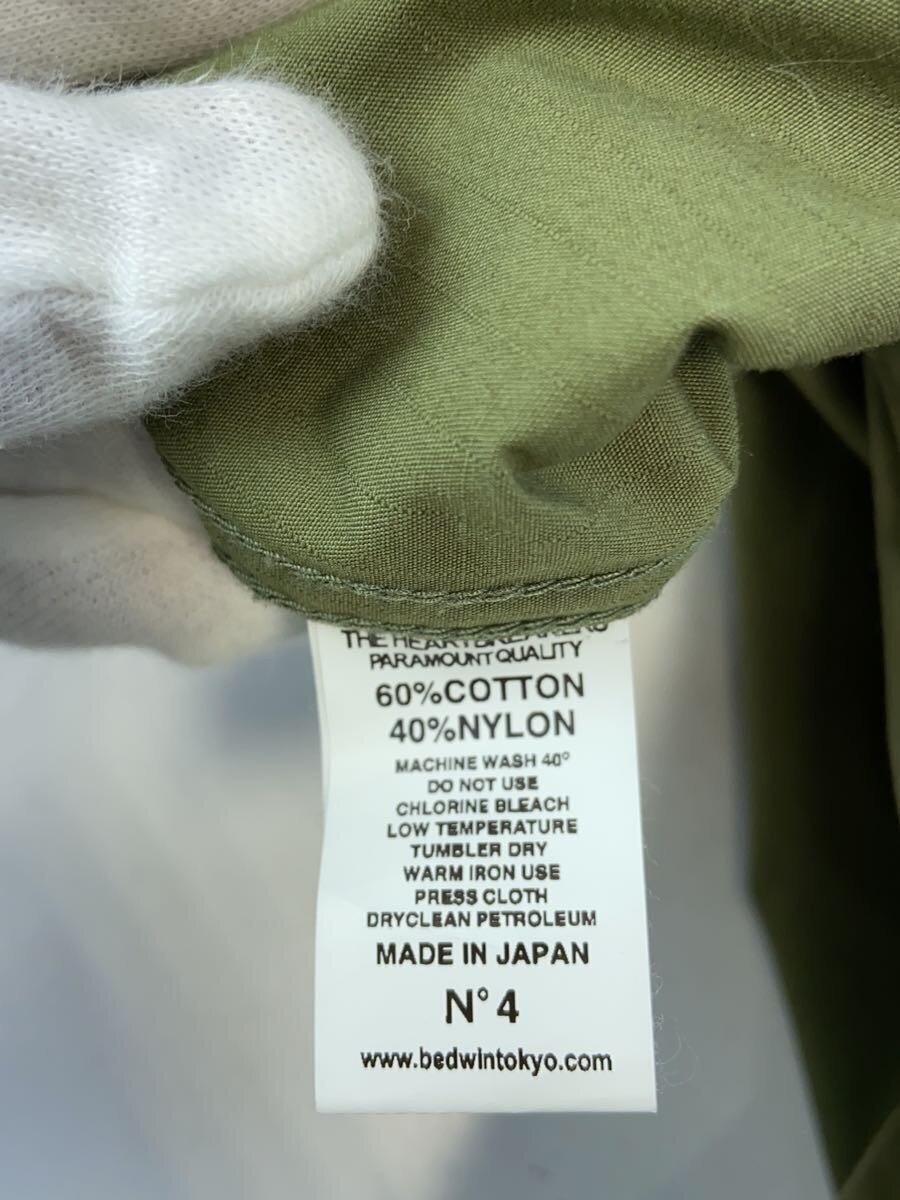 THE HEARTBREAKERS
PARAMOUNT QUALITY
60%COTTON
40%NYLON
MACHINE WASH 40°
DO NOT USE
CHLORINE BLEACH
LOW TEMPERATURE
TUMBLER DRY
WARM IRON USE
PRESS CLOTH
DRYCLEAN PETROLEUM
MADE IN JAPAN
N°4
www.bedwintokyo.com